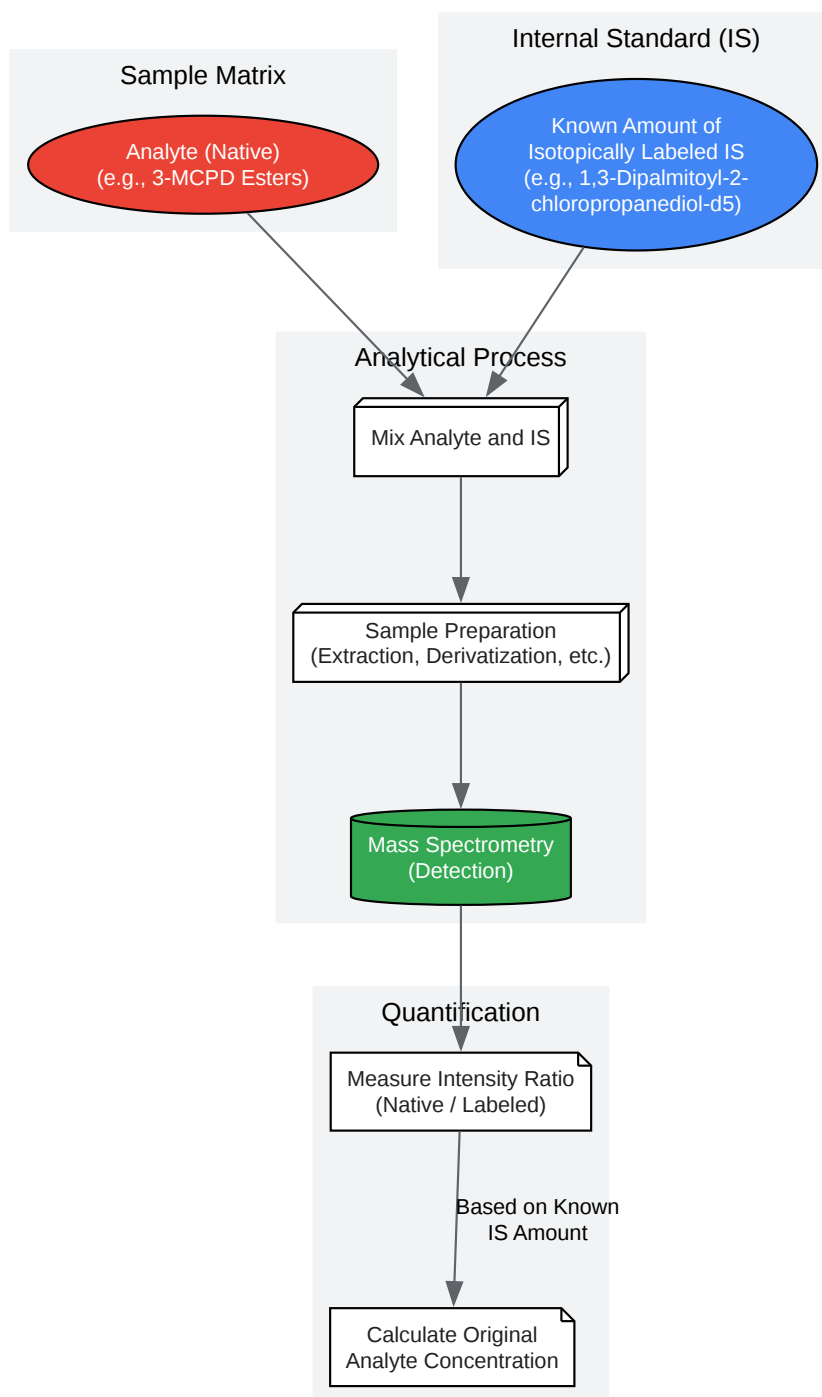 Sample Matrix
Analyte (Native)
(e.g., 3-MCPD Esters)
Internal Standard (IS)
Known Amount of
Isotopically Labeled IS
(e.g., 1,3-Dipalmitoyl-2-
chloropropanediol-d5)
Analytical Process
Mix Analyte and IS
Sample Preparation
(Extraction, Derivatization, etc.)
Mass Spectrometry
(Detection)
Quantification
Measure Intensity Ratio
(Native / Labeled)
Based on Known
IS Amount
Calculate Original
Analyte Concentration